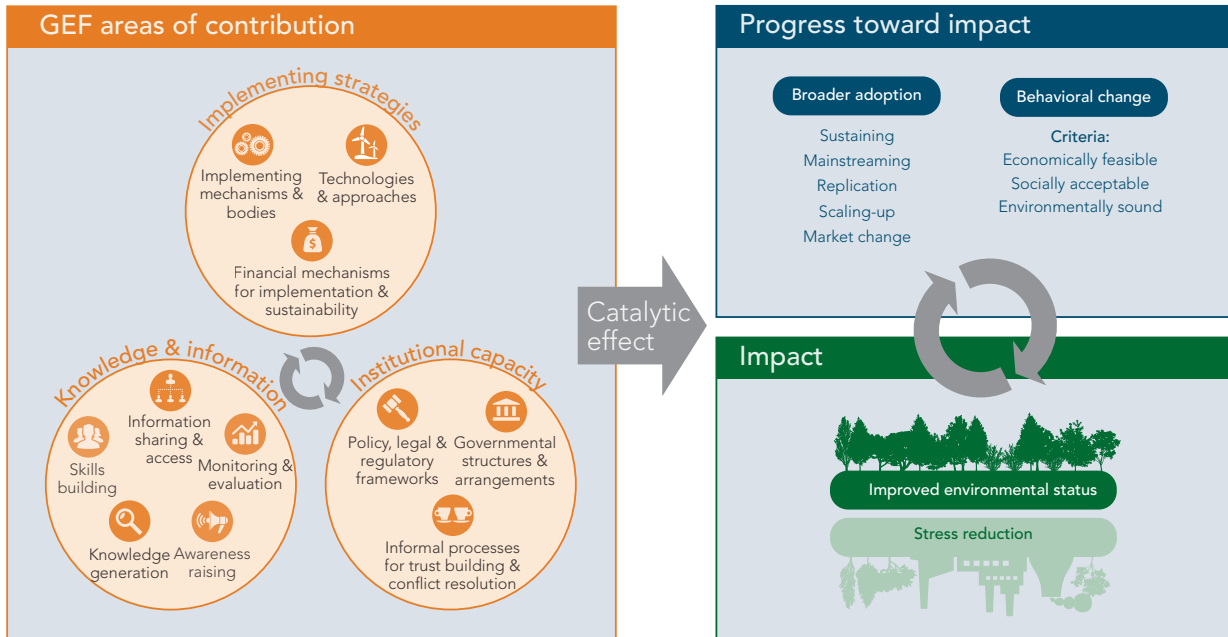 GEF areas of contribution
Implementing strategies
Implementing
mechanisms &
bodies
Technologies
& approaches
$
Financial mechanisms
for implementation &
sustainability
Knowledge & information
Information
sharing &
access
Skills
building
Monitoring &
evaluation
Knowledge
generation
Awareness
raising
Institutional capacity
Policy, legal &
regulatory
frameworks
Governmental
structures &
arrangements
Informal processes
for trust building &
conflict resolution
Catalytic
effect
Progress toward impact
Broader adoption
Sustaining
Mainstreaming
Replication
Scaling-up
Market change
Behavioral change
Criteria:
Economically feasible
Socially acceptable
Environmentally sound
Impact
Improved environmental status
Stress reduction